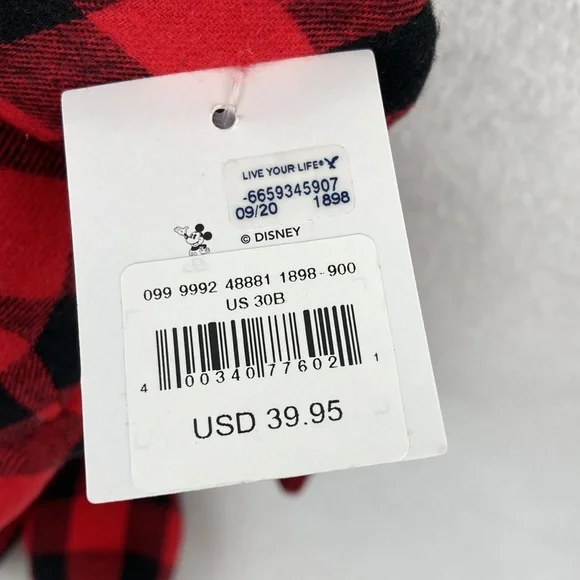 LIVE YOUR LIFE®
-6659345907
09/20 1898
© DISNEY
099 9992 48881 1898-900
US 30B
4 00340 77602 1
USD 39.95